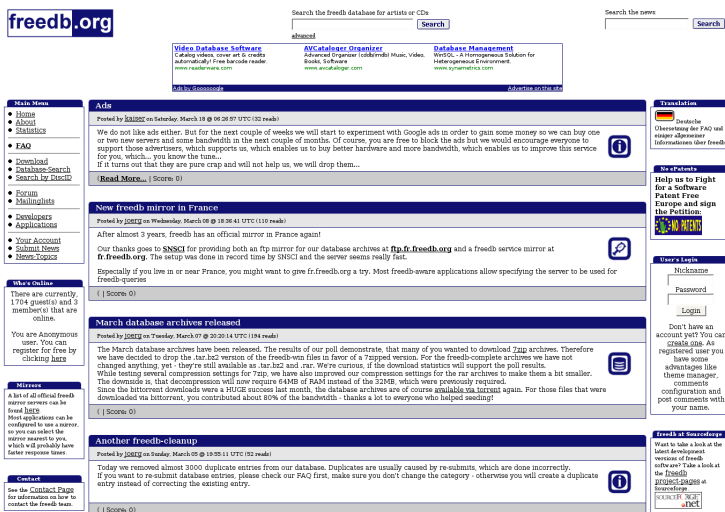 freedb.org
Search the freedb database for artists or CDs
Search
advanced
Search the news
Search
Video Database Software
Catalog videos, cover art & credits
automatically! Free barcode reader.
www.readerware.com
AVCataloger Organizer
Advanced Organizer (cddb/imdb) Music, Video,
Books, Software
www.avcataloger.com
Database Management
WinSQL - A Homogeneous Solution for
Heterogeneous Environment.
www.synametrics.com
Ads by Goooooogle
Advertise on this site
Main Menu
Home
About
Statistics
FAQ
Download
Database-Search
Search by DiscID
Forum
Mailinglists
Developers
Applications
Your Account
Submit News
News-Topics
Who's Online
There are currently,
1704 guest(s) and 3
member(s) that are
online.
You are Anonymous
user. You can
register for free by
clicking here
Mirrors
A list of all official freedb
mirror servers can be
found here.
Most applications can be
configured to use a mirror,
so you can select the
mirror nearest to you,
which will probably have
faster response times.
Contact
See the Contact Page
for information on how to
contact the freedb team.
Ads
Posted by kaiser on Saturday, March 18 @ 06:26:57 UTC (32 reads)
We do not like ads either. But for the next couple of weeks we will start to experiment with Google ads in order to gain some money so we can buy one
or two new servers and some bandwidth in the next couple of months. Of course, you are free to block the ads but we would encourage everyone to
support those advertisers, which supports us, which enables us to buy better hardware and more bandwidth, which enables us to improve this service
for you, which... you know the tune...
If it turns out that they are pure crap and will not help us, we will drop them...
(Read More... | Score: 0)
New freedb mirror in France
Posted by joerg on Wednesday, March 08 @ 18:36:41 UTC (110 reads)
After almost 3 years, freedb has an official mirror in France again!
Our thanks goes to SNSCI for providing both an ftp mirror for our database archives at ftp.fr.freedb.org and a freedb service mirror at
fr.freedb.org. The setup was done in record time by SNSCI and the server seems really fast.
Especially if you live in or near France, you might want to give fr.freedb.org a try. Most freedb-aware applications allow specifying the server to be used for
freedb-queries
( | Score: 0)
March database archives released
Posted by joerg on Tuesday, March 07 @ 20:20:14 UTC (194 reads)
The March database archives have been released. The results of our poll demonstrate, that many of you wanted to download 7zip archives. Therefore
we have decided to drop the .tar.bz2 version of the freedb-win files in favor of a 7zipped version. For the freedb-complete archives we have not
changed anything, yet - they're still available as .tar.bz2 and .rar. We're curious, if the download statistics will support the poll results.
While testing several compression settings for 7zip, we have also improved our compression settings for the rar archives to make them a bit smaller.
The downside is, that decompression will now require 64MB of RAM instead of the 32MB, which were previously required.
Since the bittorrent downloads were a HUGE success last month, the database archives are of course available via torrent again. For those files that were
downloaded via bittorrent, you contributed about 80% of the bandwidth - thanks a lot to everyone who helped seeding!
( | Score: 0)
Another freedb-cleanup
Posted by joerg on Sunday, March 05 @ 19:55:11 UTC (52 reads)
Today we removed almost 3000 duplicate entries from our database. Duplicates are usually caused by re-submits, which are done incorrectly.
If you want to re-submit database entries, please check our FAQ first, make sure you don't change the category - otherwise you will create a duplicate
entry instead of correcting the existing entry.
( | Score: 0)
Translation
Deutsche
Übersetzung der FAQ und
einiger allgemeiner
Informationen über freedb
No ePatents
Help us to Fight
for a Software
Patent Free
Europe and sign
the Petition:
NO PATENTS
User's Login
Nickname
Password
Login
Don't have an
account yet? You can
create one. As
registered user you
have some
advantages like
theme manager,
comments
configuration and
post comments with
your name.
freedb at Sourceforge
Want to take a look at the
latest development
versions of freedb
software? Take a look at
the freedb
project-pages at
Sourceforge.
SOURCEFORGE
.net